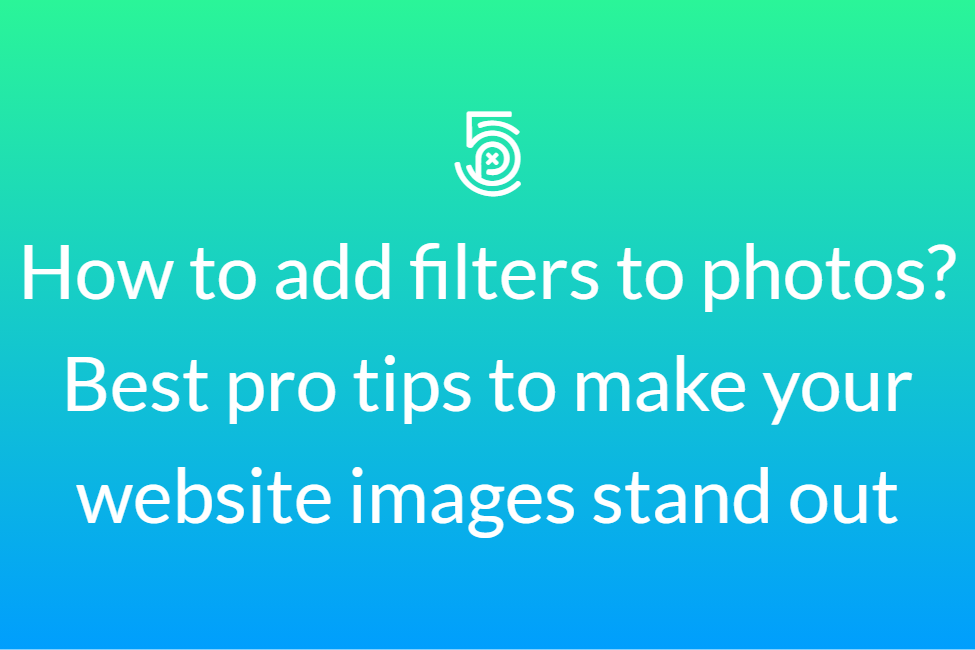 How to add filters to photos?
Best pro tips to make your
website images stand out